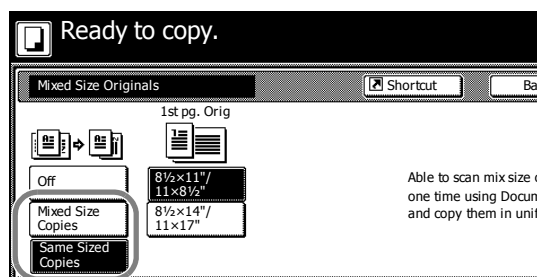 Ready to copy.
Mixed Size Originals
Shortcut
1st pg. Orig
Off
8½×11"/
11×8½"
Able to scan mix size
one time using
Mixed Size
Copies
8½×14"/
11×17"
and copy them in
Same Sized
Copies